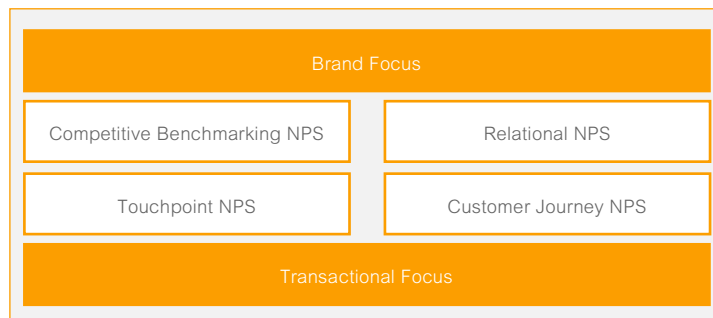 Brand Focus
Competitive Benchmarking NPS
Relational NPS
Touchpoint NPS
Customer Journey NPS
Transactional Focus